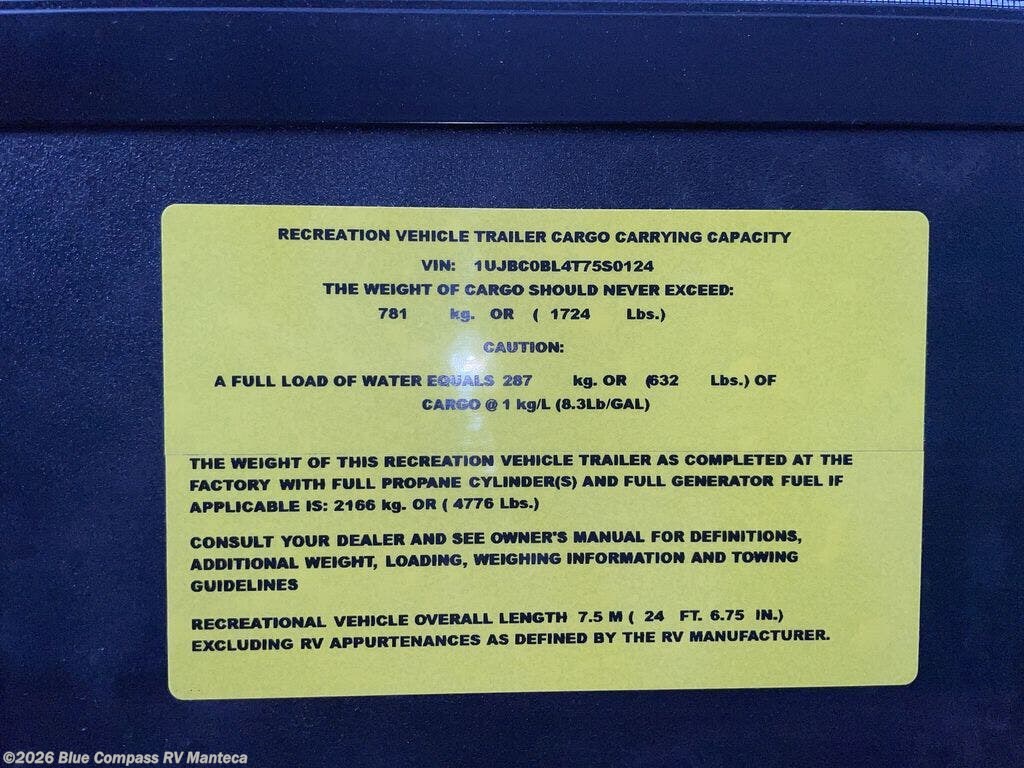 RECREATION VEHICLE TRAILER CARGO CARRYING CAPACITY
VIN: 1UJBC0BL4T75S0124
THE WEIGHT OF CARGO SHOULD NEVER EXCEED:
781 kg. OR ( 1724 Lbs.)
CAUTION:
A FULL LOAD OF WATER EQUALS 287 kg. OR (632 Lbs.) OF
CARGO @ 1 kg/L (8.3Lb/GAL)
THE WEIGHT OF THIS RECREATION VEHICLE TRAILER AS COMPLETED AT THE
FACTORY WITH FULL PROPANE CYLINDER(S) AND FULL GENERATOR FUEL IF
APPLICABLE IS: 2166 kg. OR ( 4776 Lbs.)
CONSULT YOUR DEALER AND SEE OWNER'S MANUAL FOR DEFINITIONS,
ADDITIONAL WEIGHT, LOADING, WEIGHING INFORMATION AND TOWING
GUIDELINES
RECREATIONAL VEHICLE OVERALL LENGTH 7.5 M ( 24 FT. 6.75 IN.)
EXCLUDING RV APPURTENANCES AS DEFINED BY THE RV MANUFACTURER.
©2026 Blue Compass RV Manteca